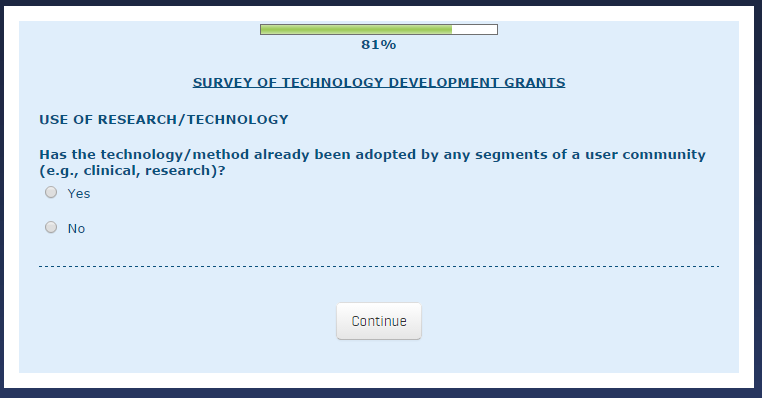 81%
SURVEY OF TECHNOLOGY DEVELOPMENT GRANTS
USE OF RESEARCH/TECHNOLOGY
Has the technology/method already been adopted by any segments of a user community
(e.g., clinical, research)?
Yes
No
Continue